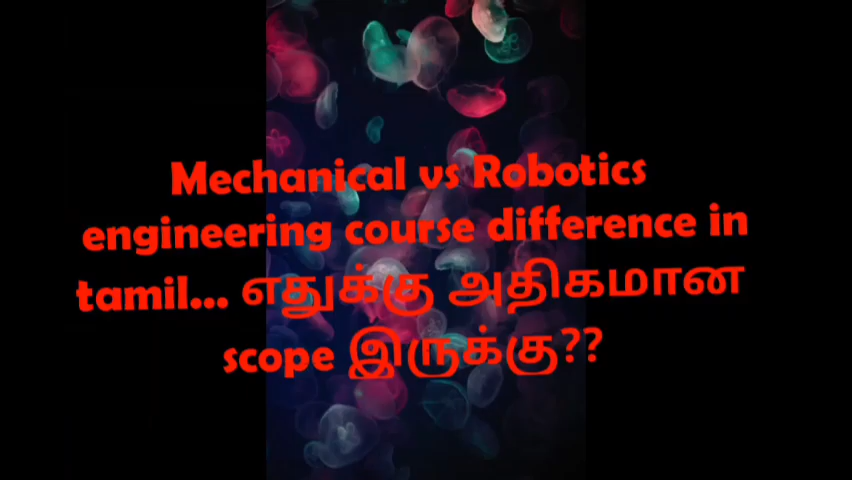 Mechanical vs Robotics
engineering course difference in
tamil... எதுக்கு அதிகமான
scope இருக்கு??